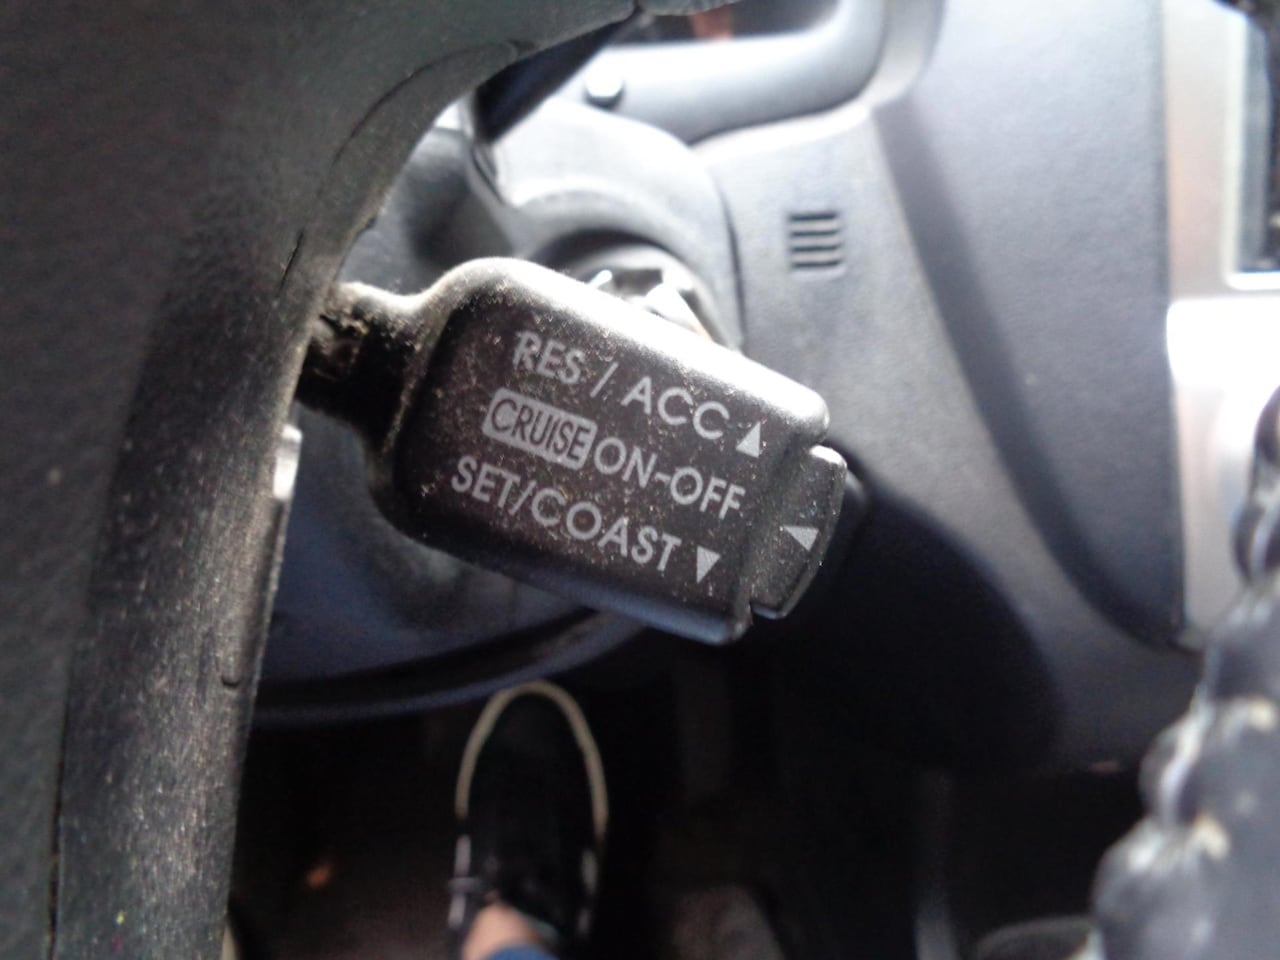 RES / ACC ▲
CRUISE ON-OFF
SET/COAST ▼